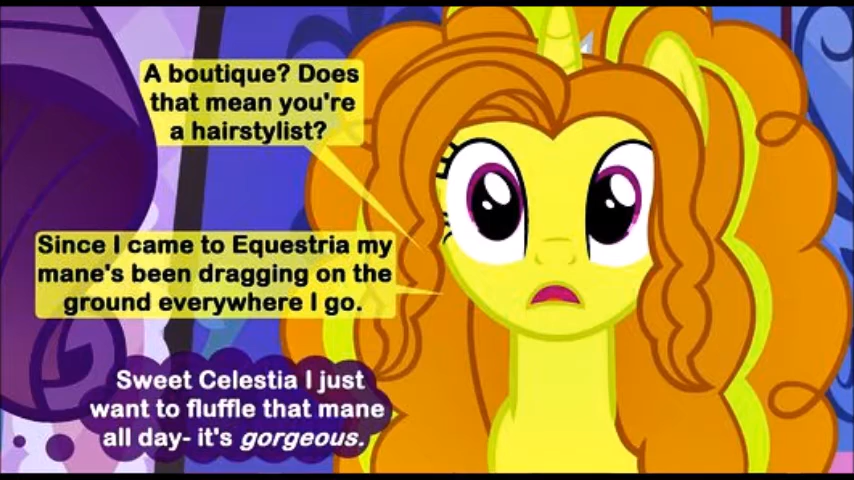 A boutique? Does
that mean you're
a hairstylist?
Since I came to Equestria my
mane's been dragging on the
ground everywhere I go.
Sweet Celestia I just
want to fluffle that mane
all day- it's gorgeous.